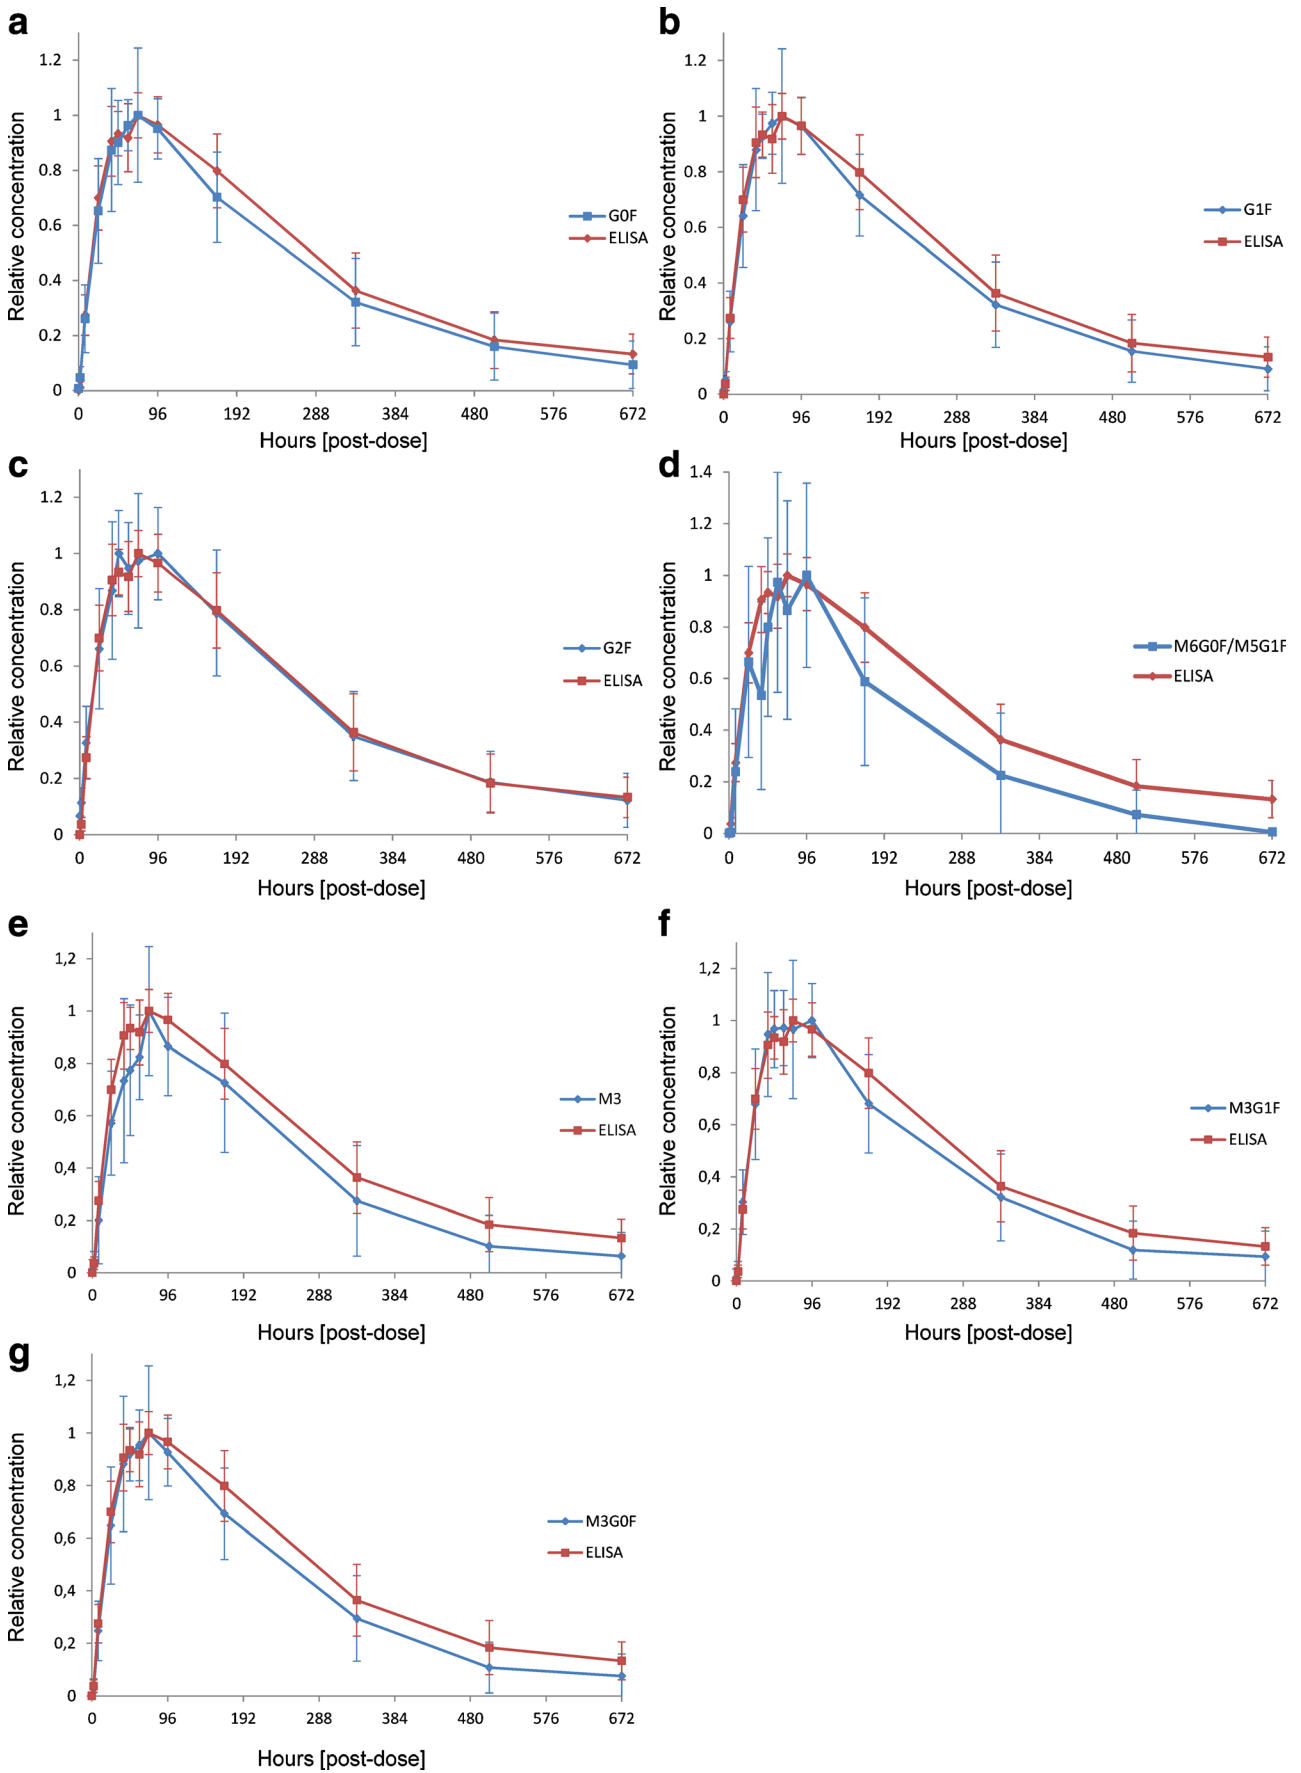 a
Relative concentration
1.2
1
0.8
0.6
0.4
0.2
0
0 96 192 288 384 480 576 672
Hours [post-dose]
G0F
ELISA
b
Relative concentration
1.2
1
0.8
0.6
0.4
0.2
0
0 96 192 288 384 480 576 672
Hours [post-dose]
G1F
ELISA
c
Relative concentration
1.2
1
0.8
0.6
0.4
0.2
0
0 96 192 288 384 480 576 672
Hours [post-dose]
G2F
ELISA
d
Relative concentration
1.4
1.2
1
0.8
0.6
0.4
0.2
0
0 96 192 288 384 480 576 672
Hours [post-dose]
M6G0F/M5G1F
ELISA
e
Relative concentration
1,2
1
0,8
0,6
0,4
0,2
0
0 96 192 288 384 480 576 672
Hours [post-dose]
M3
ELISA
f
Relative concentration
1,2
1
0,8
0,6
0,4
0,2
0
0 96 192 288 384 480 576 672
Hours [post-dose]
M3G1F
ELISA
g
Relative concentration
1,2
1
0,8
0,6
0,4
0,2
0
0 96 192 288 384 480 576 672
Hours [post-dose]
M3G0F
ELISA